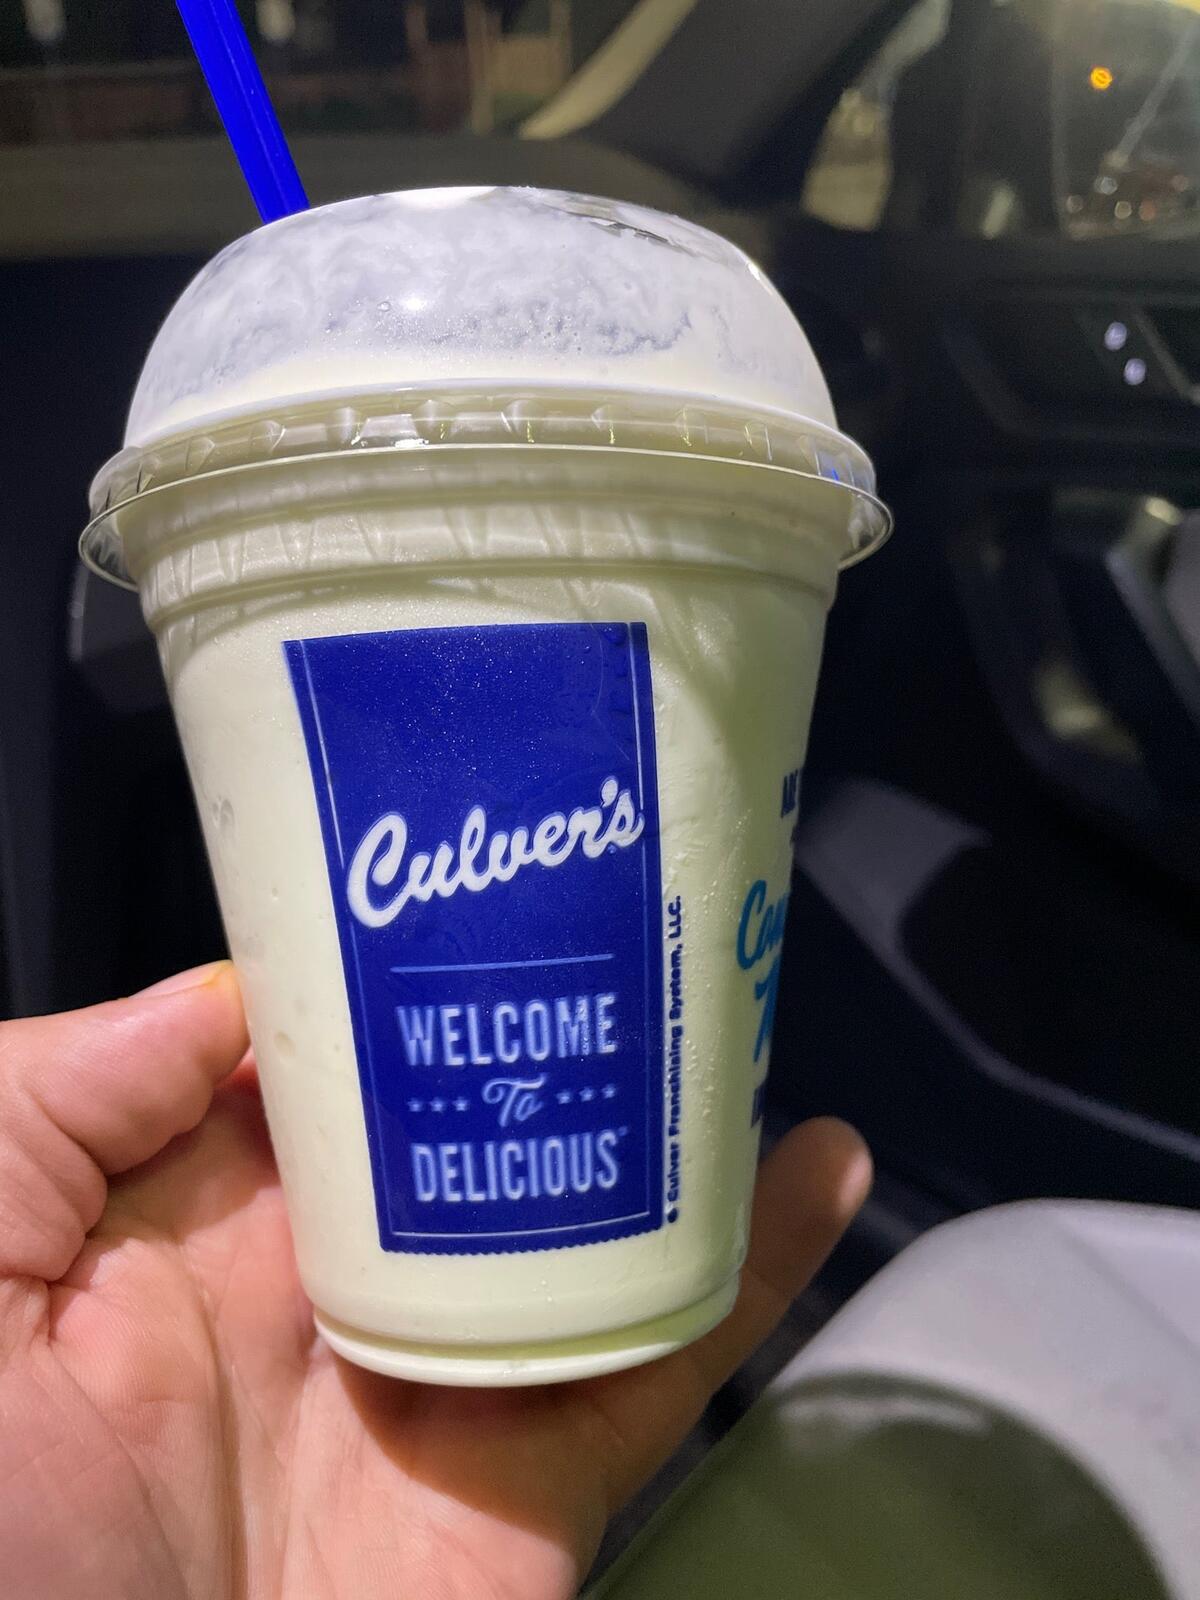 Culver's
WELCOME
To
DELICIOUS
© Culver Franchising System, LLC.